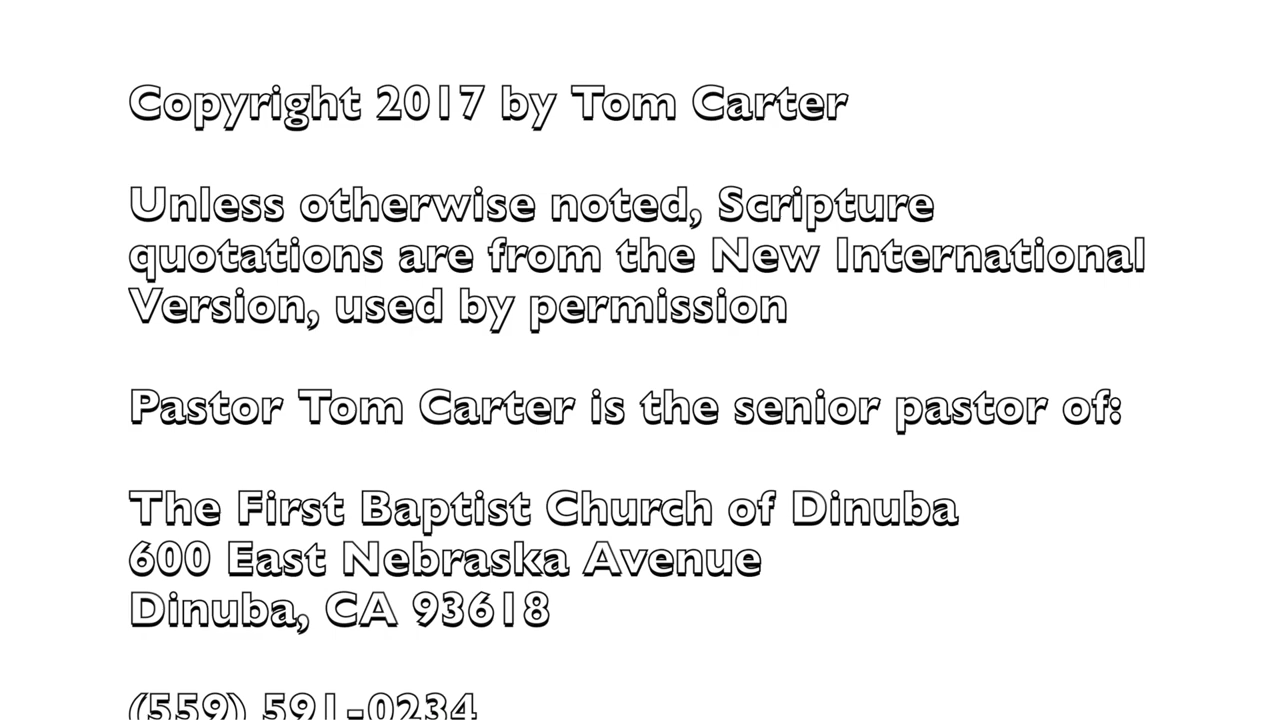 Copyright 2017 by Tom Carter
Unless otherwise noted, Scripture
quotations are from the New International
Version, used by permission
Pastor Tom Carter is the senior pastor of:
The First Baptist Church of Dinuba
600 East Nebraska Avenue
Dinuba, CA 93618
(559) 591-0234